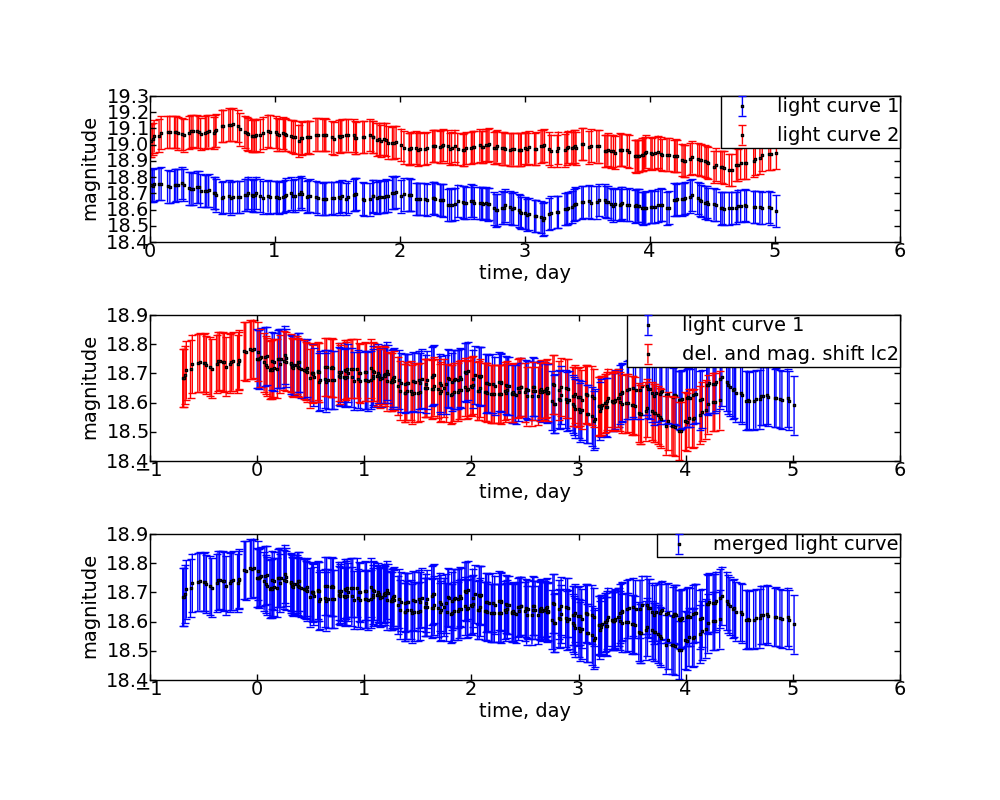 19.3
19.2
19.1
19.0
18.9
18.8
18.7
18.6
18.5
18.4
magnitude
light curve 1
light curve 2
0 1 2 3 4 5 6
time, day
18.9
18.8
18.7
18.6
18.5
18.4
magnitude
light curve 1
del. and mag. shift lc2
−1 0 1 2 3 4 5 6
time, day
18.9
18.8
18.7
18.6
18.5
18.4
magnitude
merged light curve
−1 0 1 2 3 4 5 6
time, day